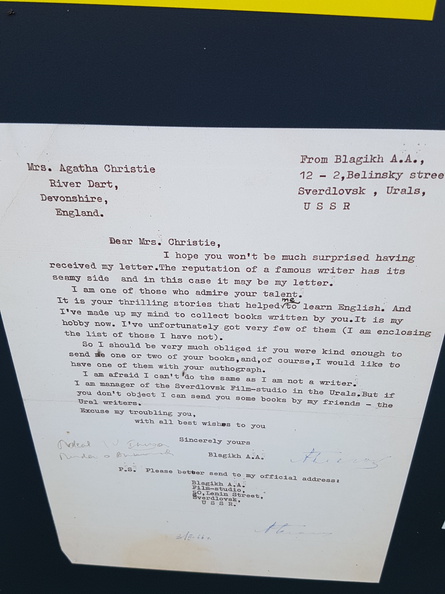 Mrs. Agatha Christie
River Dart,
Devonshire,
England.
From Blagikh A.A.,
12 - 2,Belinsky stree
Sverdlovsk , Urals,
U S S R
Dear Mrs. Christie,
I hope you won't be much surprised having
received my letter.The reputation of a famous writer has its
seamy side and in this case it may be my letter.
I am one of those who admire your talent.
It is your thrilling stories that helped me to learn English. And
I've made up my mind to collect books written by you.It is my
hobby now. I've unfortunately got very few of them (I am enclosing
the list of those I have not).
So I should be very much obliged if you were kind enough to
send me one or two of your books,and,of course,I would like to
have one of them with your autograph.
I am afraid I can't do the same as I am not a writer.
I am manager of the Sverdlovsk Film-studio in the Urals.But if
you don't object I can send you some books by my friends - the
Ural writers.
Excuse my troubling you,
with all best wishes to you
Sincerely yours
Blagikh A.A.
P.S. Please better send to my official address:
Blagikh A.A.
Film-studio,
50,Lenin Street,
Sverdlovsk,
U S S R.